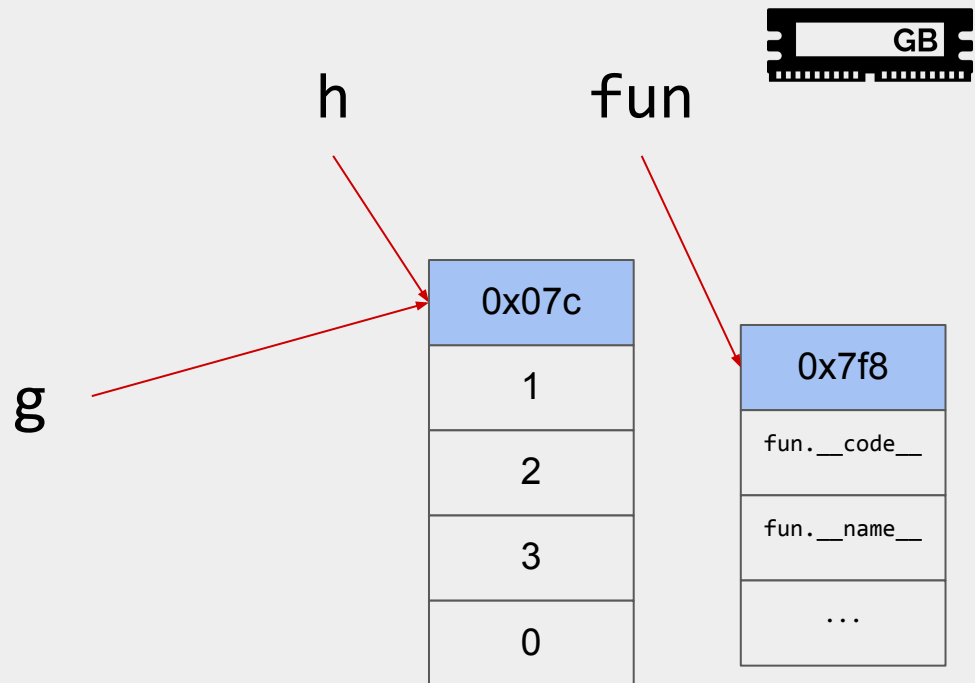 GB
h
fun
g
0x07c
1
2
3
0
0x7f8
fun.__code__
fun.__name__
...